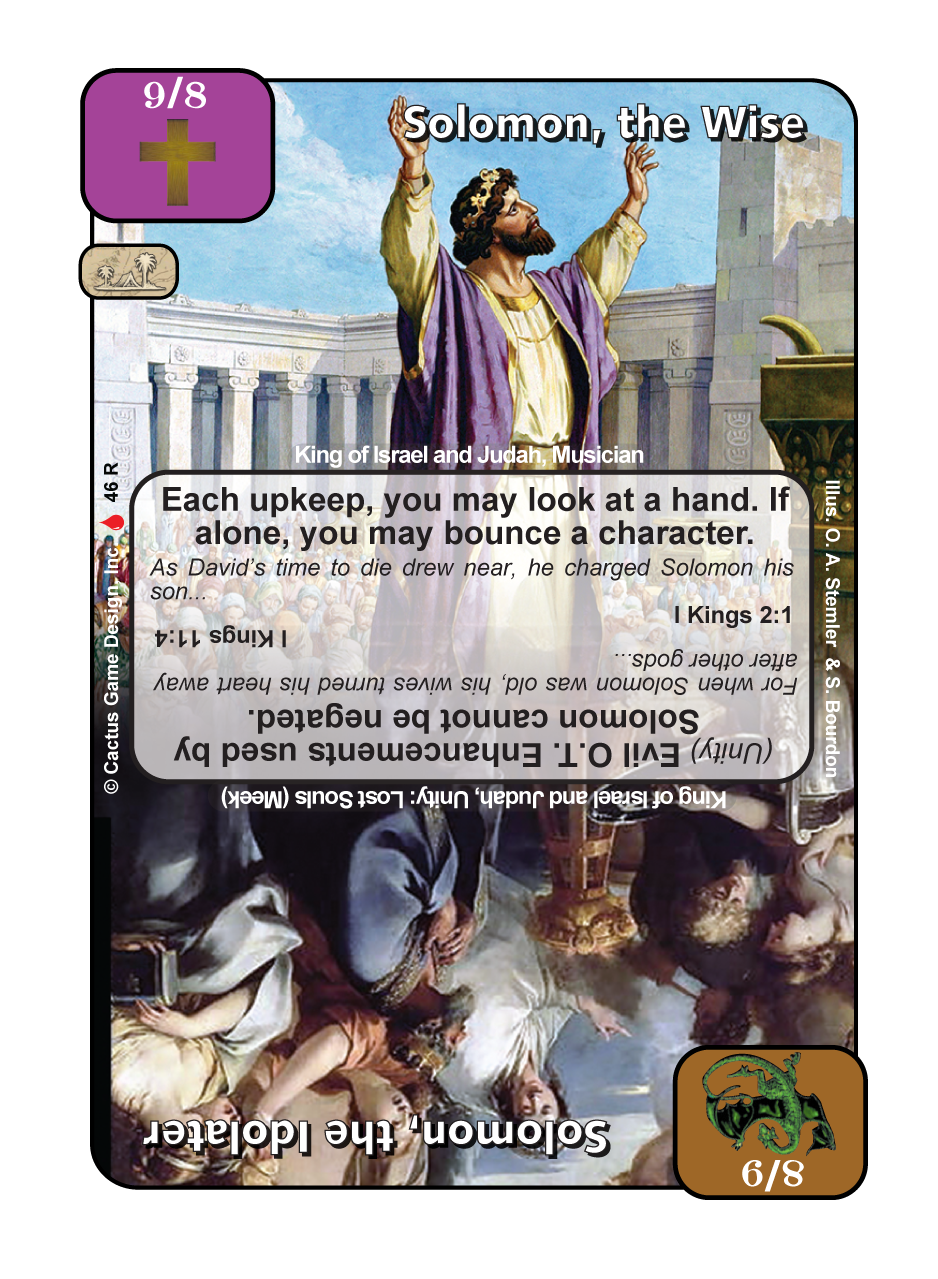 9/8
Solomon, the Wise
King of Israel and Judah, Musician
Each upkeep, you may look at a hand. If
alone, you may bounce a character.
As David's time to die drew near, he charged Solomon his
son...
I Kings 2:1
© Cactus Game Design, Inc. 46 R
Illus. O. A. Stemler & S. Bourdon
6/8
Solomon, the Idolater
King of Israel and Judah, Unity: Lost Souls (Meek)
(Unity) Evil O.T. Enhancements used by
Solomon cannot be negated.
For when Solomon was old, his wives turned his heart away
after other gods...
I Kings 11:4